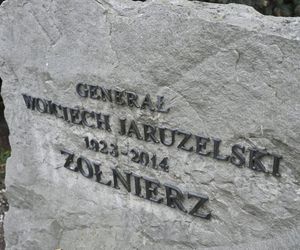 GENERAŁ
WOJCIECH JARUZELSKI
1923-2014
ŻOŁNIERZ